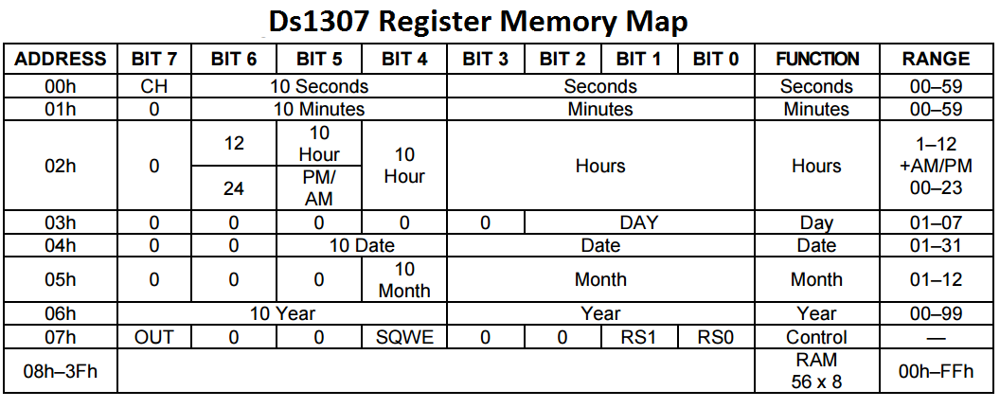 Ds1307 Register Memory Map
ADDRESS BIT 7 BIT 6 BIT 5 BIT 4 BIT 3 BIT 2 BIT 1 BIT 0 FUNCTION RANGE
00h CH 10 Seconds Seconds Seconds 00–59
01h 0 10 Minutes Minutes Minutes 00–59
02h 0 12 10 Hour 10 Hour Hours Hours 1–12 +AM/PM 00–23
24 PM/AM
03h 0 0 0 0 0 DAY Day 01–07
04h 0 0 10 Date Date Date 01–31
05h 0 0 0 10 Month Month Month 01–12
06h 10 Year Year Year 00–99
07h OUT 0 0 SQWE 0 0 RS1 RS0 Control —
08h–3Fh RAM 56 x 8 00h–FFh